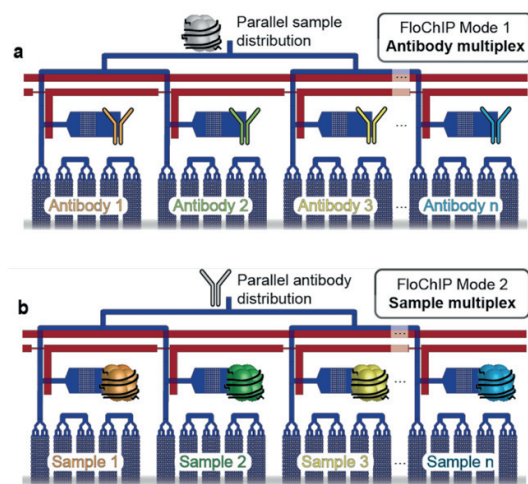 Parallel sample
distribution
FloChIP Mode 1
Antibody multiplex
a
...
...
Antibody 1
Antibody 2
Antibody 3
...
Antibody n
b
Parallel antibody
distribution
FloChIP Mode 2
Sample multiplex
...
...
Sample 1
Sample 2
Sample 3
...
Sample n